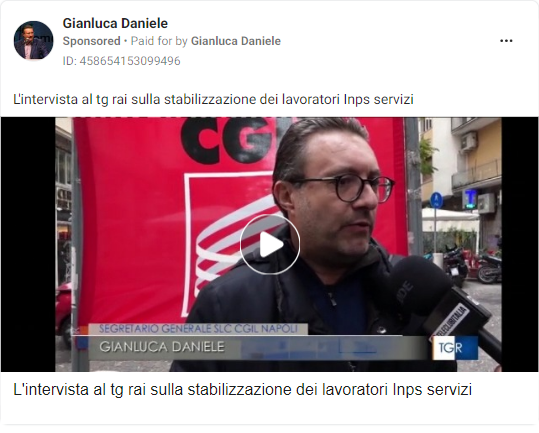 Gianluca Daniele
Sponsored • Paid for by Gianluca Daniele
ID: 458654153099496
L'intervista al tg rai sulla stabilizzazione dei lavoratori Inps servizi
CGIL
SEGRETARIO GENERALE SLC CGIL NAPOLI
GIANLUCA DANIELE
TGR
L'intervista al tg rai sulla stabilizzazione dei lavoratori Inps servizi